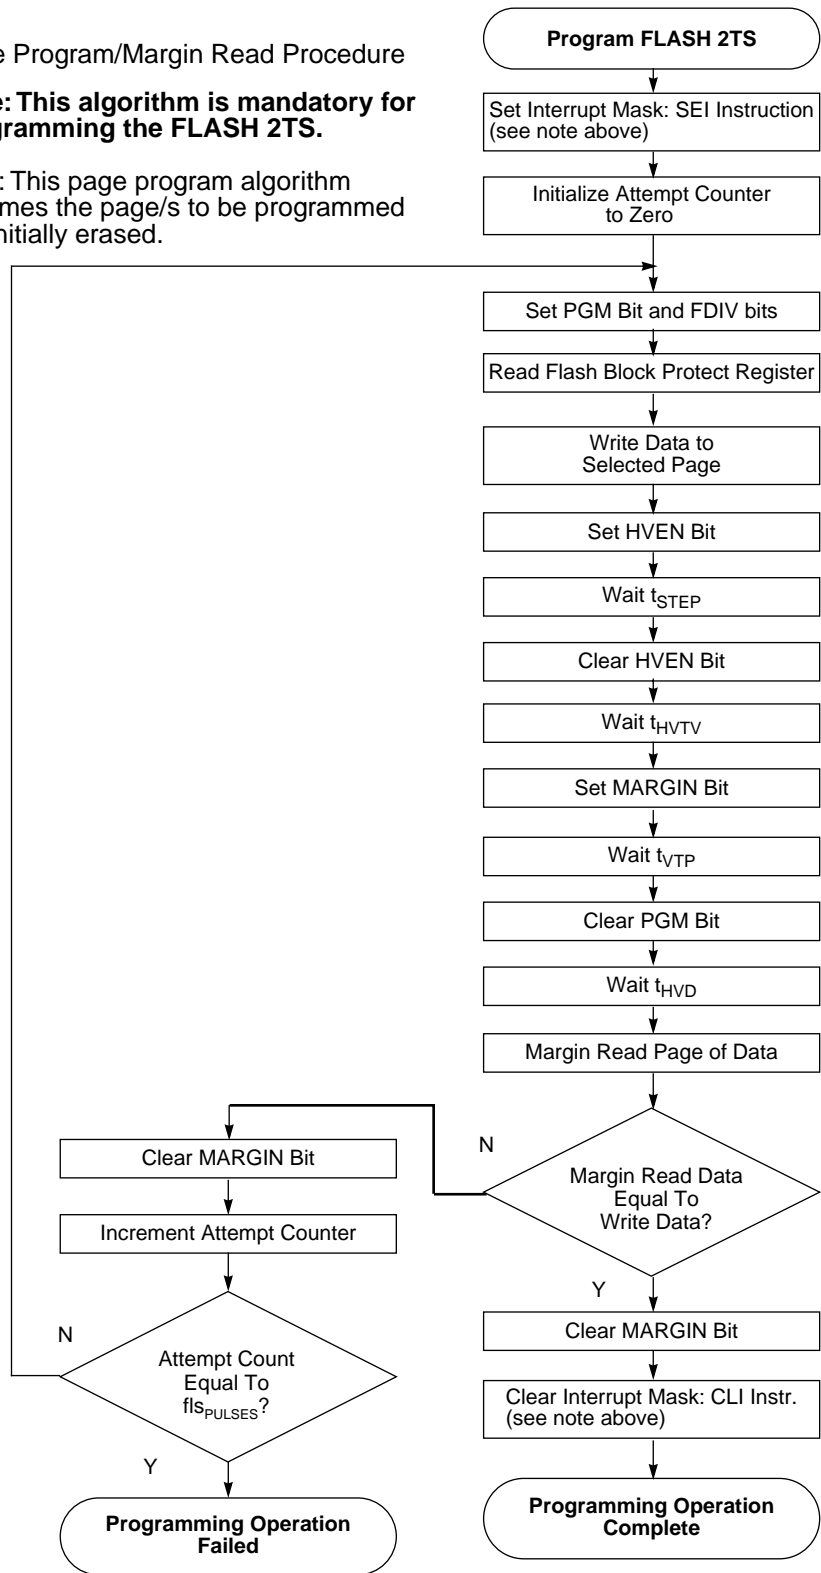 Program/Margin Read Procedure
This algorithm is mandatory for
the FLASH 2TS.
This page program algorithm
the page/s to be programmed
erased.
Program FLASH 2TS
Set Interrupt Mask: SEI Instruction
(see note above)
Initialize Attempt Counter
to Zero
Set PGM Bit and FDIV bits
Read Flash Block Protect Register
Write Data to
Selected Page
Set HVEN Bit
Wait tSTEP
Clear HVEN Bit
Wait tHVTV
Set MARGIN Bit
Wait tVTP
Clear PGM Bit
Wait tHVD
Margin Read Page of Data
N
Margin Read Data
Equal To
Write Data?
Y
Clear MARGIN Bit
Clear Interrupt Mask: CLI Instr.
(see note above)
Programming Operation
Complete
Clear MARGIN Bit
Increment Attempt Counter
N
Attempt Count
Equal To
flsPULSES?
Y
Programming Operation
Failed